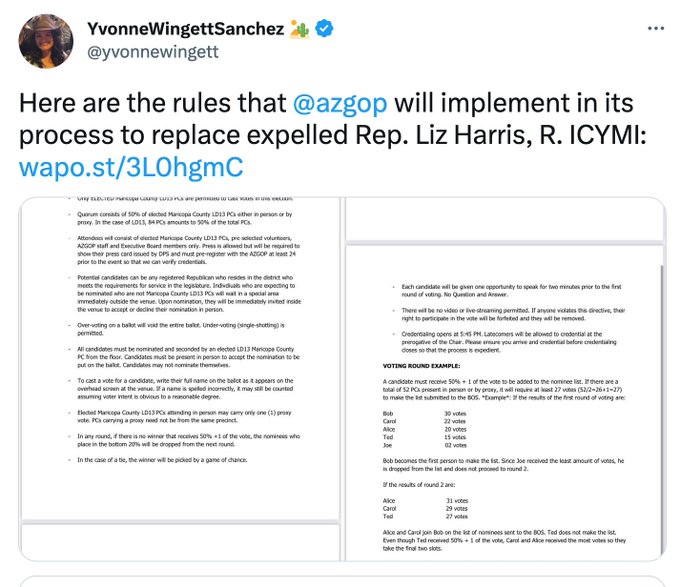 YvonneWingettSanchez 🌵
@yvonnewingett
Here are the rules that @azgop will implement in its
process to replace expelled Rep. Liz Harris, R. ICYMI:
wapo.st/3L0hgmC
Only ELECTED Maricopa County LD13 PCs are permitted to cast votes in this election.
- Quorum consists of 50% of elected Maricopa County LD13 PCs either in person or by
proxy. In the case of LD13, 84 PCs amounts to 50% of the total PCs.
- Attendees will consist of elected Maricopa County LD13 PCs, pre selected volunteers,
AZGOP staff and Executive Board members only. Press is allowed but will be required to
show their press card issued by DPS and must pre-register with the AZGOP at least 24
prior to the event so that we can verify credentials.
- Potential candidates can be any registered Republican who resides in the district who
meets the requirements for service in the legislature. Individuals who are expecting to
be nominated who are not Maricopa County LD13 PCs will wait in a special area
immediately outside the venue. Upon nomination, they will be immediately invited inside
the venue to accept or decline their nomination in person.
- Over-voting on a ballot will void the entire ballot. Under-voting (single-shotting) is
permitted.
- All candidates must be nominated and seconded by an elected LD13 Maricopa County
PC from the floor. Candidates must be present in person to accept the nomination to be
put on the ballot. Candidates may not nominate themselves.
- To cast a vote for a candidate, write their full name on the ballot as it appears on the
overhead screen at the venue. If a name is spelled incorrectly, it may still be counted
assuming voter intent is obvious to a reasonable degree.
- Elected Maricopa County LD13 PCs attending in person may carry only one (1) proxy
vote. PCs carrying a proxy need not be from the same precinct.
- In any round, if there is no winner that receives 50% +1 of the vote, the nominees who
place in the bottom 20% will be dropped from the next round.
- In the case of a tie, the winner will be picked by a game of chance.
- Each candidate will be given one opportunity to speak for two minutes prior to the first
round of voting. No Question and Answer.
- There will be no video or live-streaming permitted. If anyone violates this directive, their
right to participate in the vote will be forfeited and they will be removed.
- Credentialing opens at 5:45 PM. Latecomers will be allowed to credential at the
prerogative of the Chair. Please ensure you arrive and credential before credentialing
closes so that the process is expedient.
VOTING ROUND EXAMPLE:
A candidate must receive 50% + 1 of the vote to be added to the nominee list. If there are a
total of 52 PCs present in person or by proxy, it will require at least 27 votes (52/2=26+1=27)
to make the list submitted to the BOS. *Example*: If the results of the first round of voting are:
Bob 30 votes
Carol 22 votes
Alice 20 votes
Ted 15 votes
Joe 02 votes
Bob becomes the first person to make the list. Since Joe received the least amount of votes, he
is dropped from the list and does not proceed to round 2.
If the results of round 2 are:
Alice 31 votes
Carol 29 votes
Ted 27 votes
Alice and Carol join Bob on the list of nominees sent to the BOS. Ted does not make the list.
Even though Ted received 50% + 1 of the vote, Carol and Alice received the most votes so they
take the final two slots.